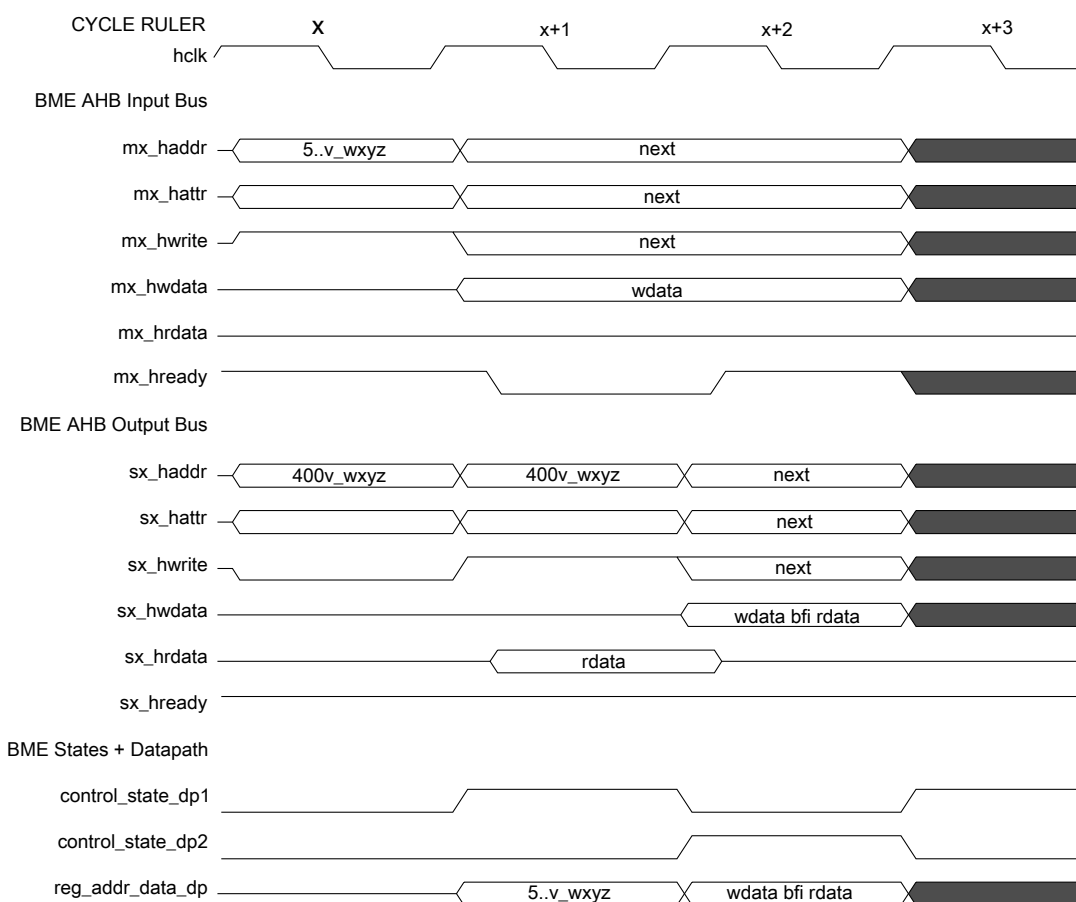 CYCLE RULER x x+1 x+2 x+3
hclk
BME AHB Input Bus
mx_haddr 5..v_wxyz next
mx_hattr next
mx_hwrite next
mx_hwdata wdata
mx_hrdata
mx_hready
BME AHB Output Bus
sx_haddr 400v_wxyz 400v_wxyz next
sx_hattr next
sx_hwrite next
sx_hwdata wdata bfi rdata
sx_hrdata rdata
sx_hready
BME States + Datapath
control_state_dp1
control_state_dp2
reg_addr_data_dp 5..v_wxyz wdata bfi rdata